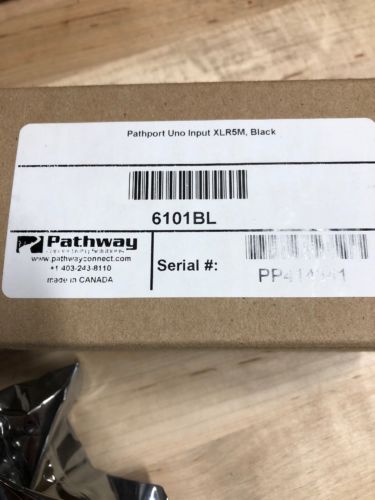 Pathport Uno Input XLR5M, Black
6101BL
Pathway
www.pathwayconnect.com
+1 403-243-8110
made in CANADA
Serial #: